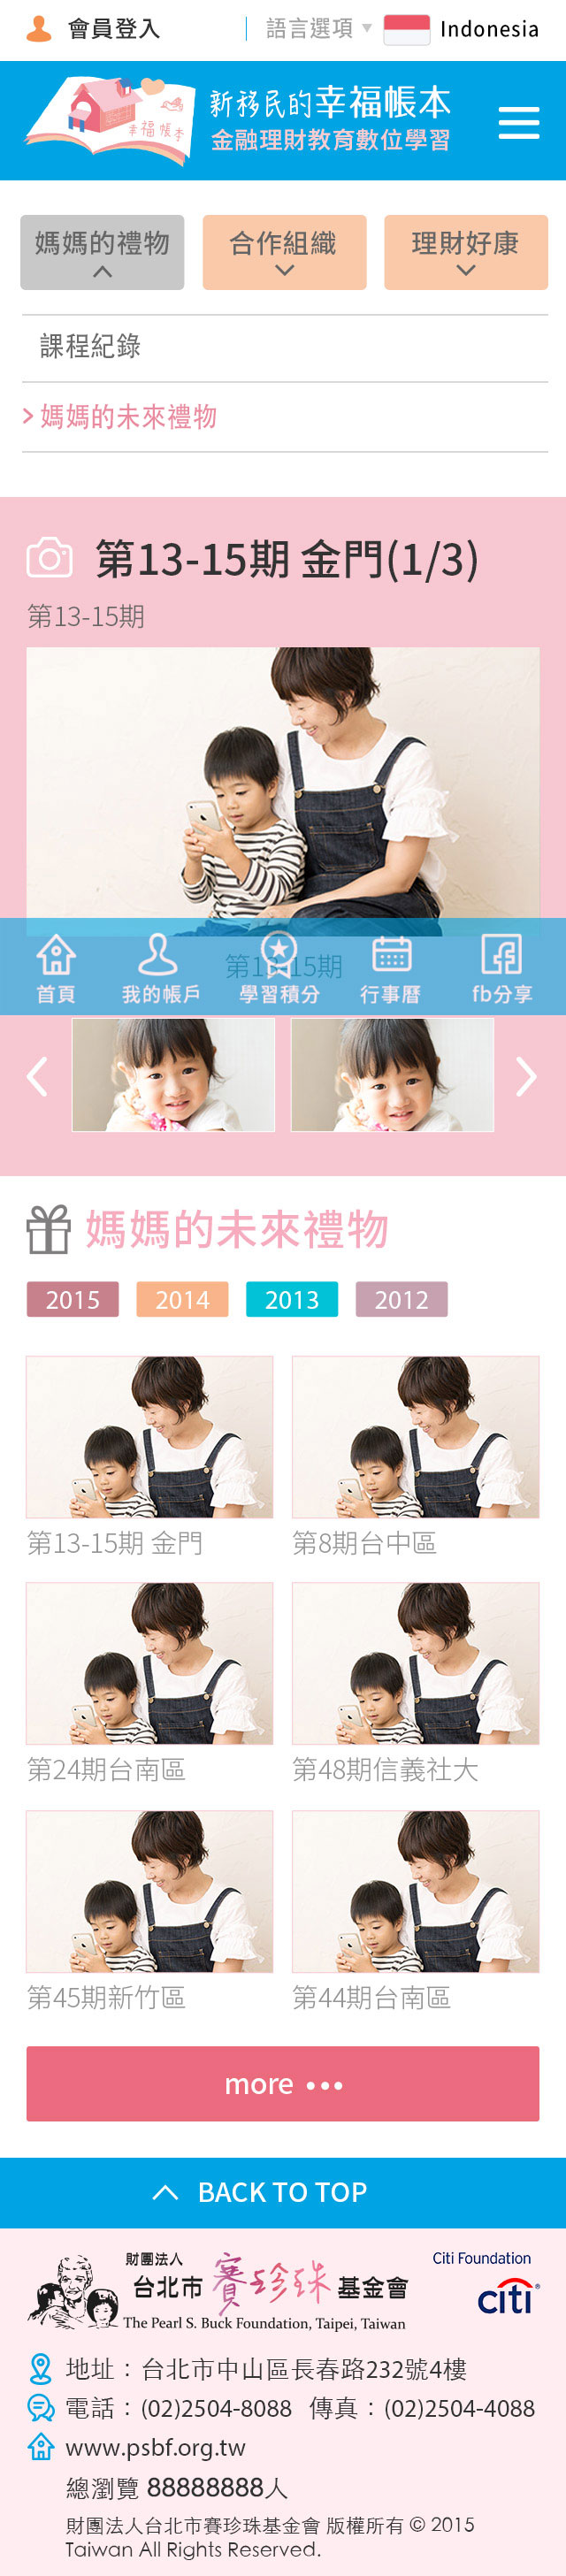 會員登入
語言選項 ▼ Indonesia
幸福帳本
新移民的幸福帳本
金融理財教育數位學習
媽媽的禮物
合作組織
理財好康
課程紀錄
> 媽媽的未來禮物
第13-15期 金門(1/3)
第13-15期
第13-15期
首頁
我的帳戶
學習積分
行事曆
fb分享
媽媽的未來禮物
2015
2014
2013
2012
第13-15期 金門
第8期台中區
第24期台南區
第48期信義社大
第45期新竹區
第44期台南區
more •••
BACK TO TOP
財團法人
台北市賽珍珠基金會
The Pearl S. Buck Foundation, Taipei, Taiwan
Citi Foundation
citi®
地址：台北市中山區長春路232號4樓
電話：(02)2504-8088 傳真：(02)2504-4088
www.psbf.org.tw
總瀏覽 88888888人
財團法人台北市賽珍珠基金會 版權所有 © 2015
Taiwan All Rights Reserved.